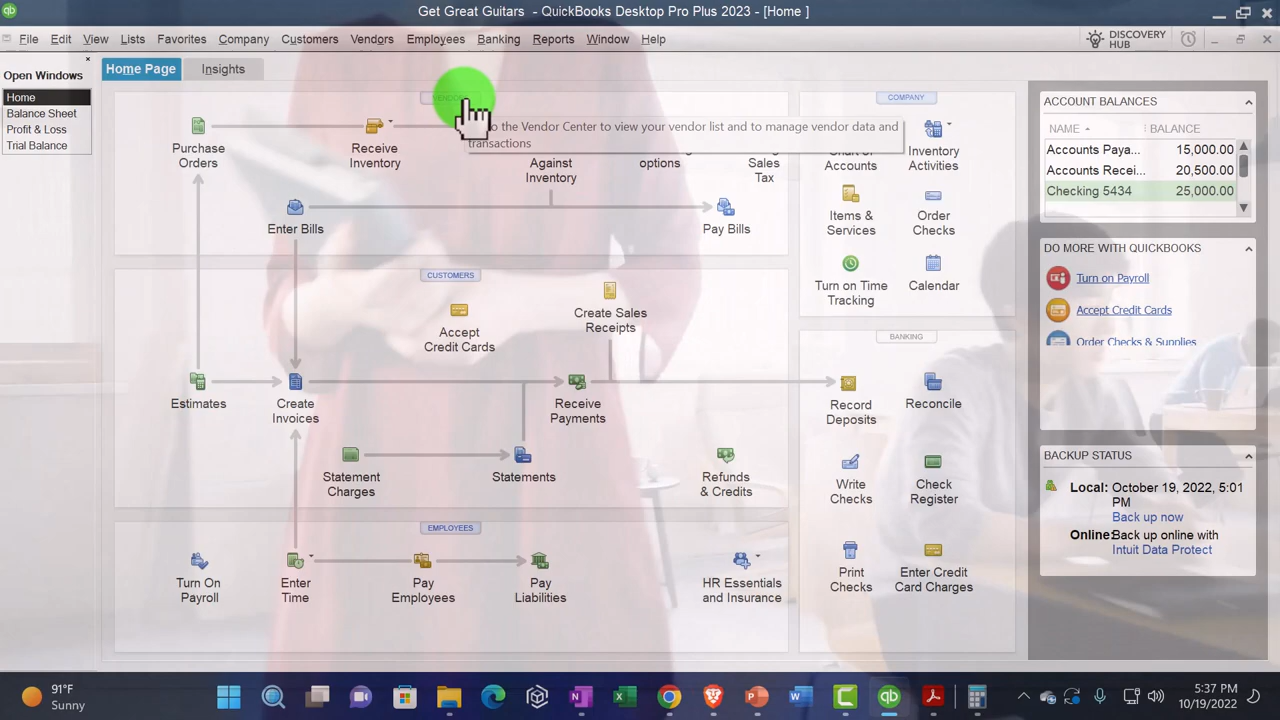 Get Great Guitars - QuickBooks Desktop Pro Plus 2023 - [Home ]
File Edit View Lists Favorites Company Customers Vendors Employees Banking Reports Window Help
DISCOVERY
HUB
Open Windows
Home
Balance Sheet
Profit & Loss
Trial Balance
Home Page
Insights
to the Vendor Center to view your vendor list and to manage vendor data and
transactions
Purchase
Orders
Receive
Inventory
Against
Inventory
options
Sales
Tax
Enter Bills
Pay Bills
CUSTOMERS
Accept
Credit Cards
Create Sales
Receipts
Estimates
Create
Invoices
Receive
Payments
Statement
Charges
Statements
Refunds
& Credits
EMPLOYEES
Turn On
Payroll
Enter
Time
Pay
Employees
Pay
Liabilities
HR Essentials
and Insurance
COMPANY
Accounts
Inventory
Activities
Items &
Services
Order
Checks
Turn on Time
Tracking
Calendar
BANKING
Record
Deposits
Reconcile
Write
Checks
Check
Register
Print
Checks
Enter Credit
Card Charges
ACCOUNT BALANCES
NAME BALANCE
Accounts Paya... 15,000.00
Accounts Recei... 20,500.00
Checking 5434 25,000.00
DO MORE WITH QUICKBOOKS
Turn on Payroll
Accept Credit Cards
Order Checks & Supplies
BACKUP STATUS
Local: October 19, 2022, 5:01
PM
Back up now
Online: Back up online with
Intuit Data Protect
91°F
Sunny
5:37 PM
10/19/2022